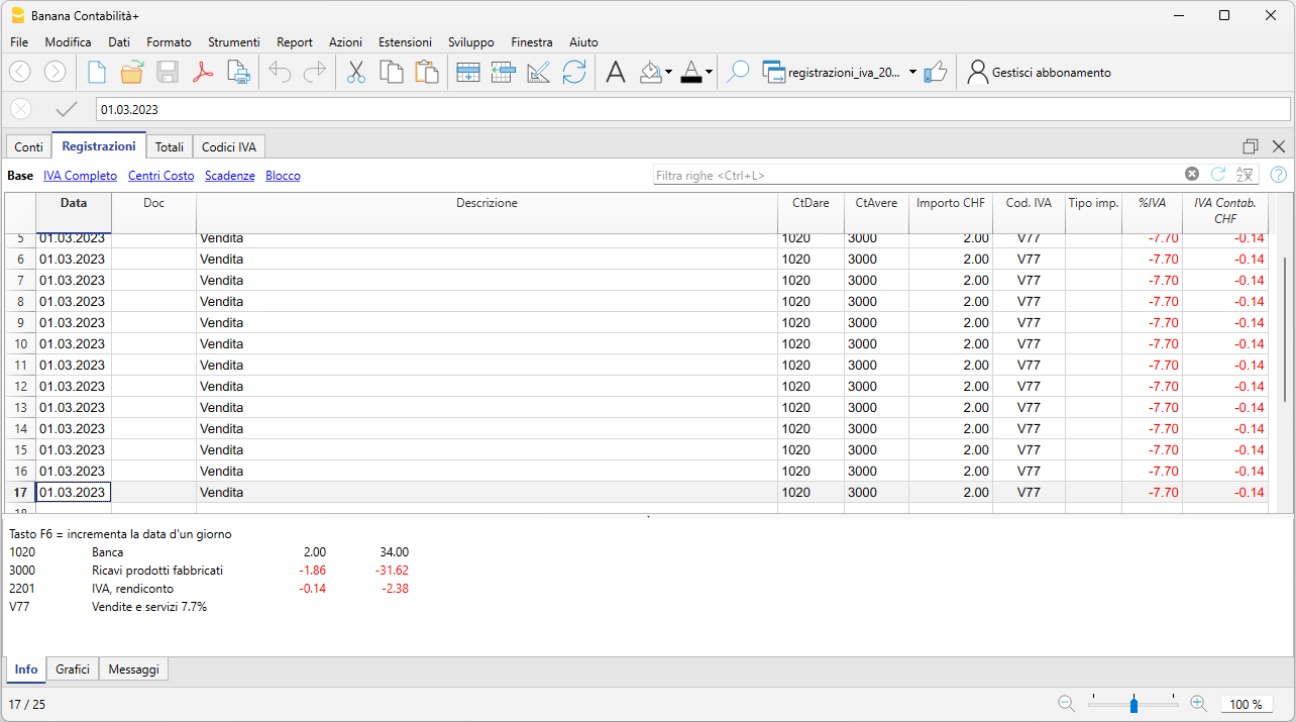 Banana Contabilità+
File Modifica Dati Formato Strumenti Report Azioni Estensioni Sviluppo Finestra Aiuto
registrazioni_iva_20... Gestisci abbonamento
01.03.2023
Conti Registrazioni Totali Codici IVA
Base IVA Completo Centri Costo Scadenze Blocco Filtra righe <Ctrl+L>
Data Doc Descrizione CtDare CtAvere Importo CHF Cod. IVA Tipo imp. %IVA IVA Contab.
CHF
5 01.03.2023 Vendita 1020 3000 2.00 V77 -7.70 -0.14
6 01.03.2023 Vendita 1020 3000 2.00 V77 -7.70 -0.14
7 01.03.2023 Vendita 1020 3000 2.00 V77 -7.70 -0.14
8 01.03.2023 Vendita 1020 3000 2.00 V77 -7.70 -0.14
9 01.03.2023 Vendita 1020 3000 2.00 V77 -7.70 -0.14
10 01.03.2023 Vendita 1020 3000 2.00 V77 -7.70 -0.14
11 01.03.2023 Vendita 1020 3000 2.00 V77 -7.70 -0.14
12 01.03.2023 Vendita 1020 3000 2.00 V77 -7.70 -0.14
13 01.03.2023 Vendita 1020 3000 2.00 V77 -7.70 -0.14
14 01.03.2023 Vendita 1020 3000 2.00 V77 -7.70 -0.14
15 01.03.2023 Vendita 1020 3000 2.00 V77 -7.70 -0.14
16 01.03.2023 Vendita 1020 3000 2.00 V77 -7.70 -0.14
17 01.03.2023 Vendita 1020 3000 2.00 V77 -7.70 -0.14
18
Tasto F6 = incrementa la data d'un giorno
1020 Banca 2.00 34.00
3000 Ricavi prodotti fabbricati -1.86 -31.62
2201 IVA, rendiconto -0.14 -2.38
V77 Vendite e servizi 7.7%
Info Grafici Messaggi
17 / 25 100 %